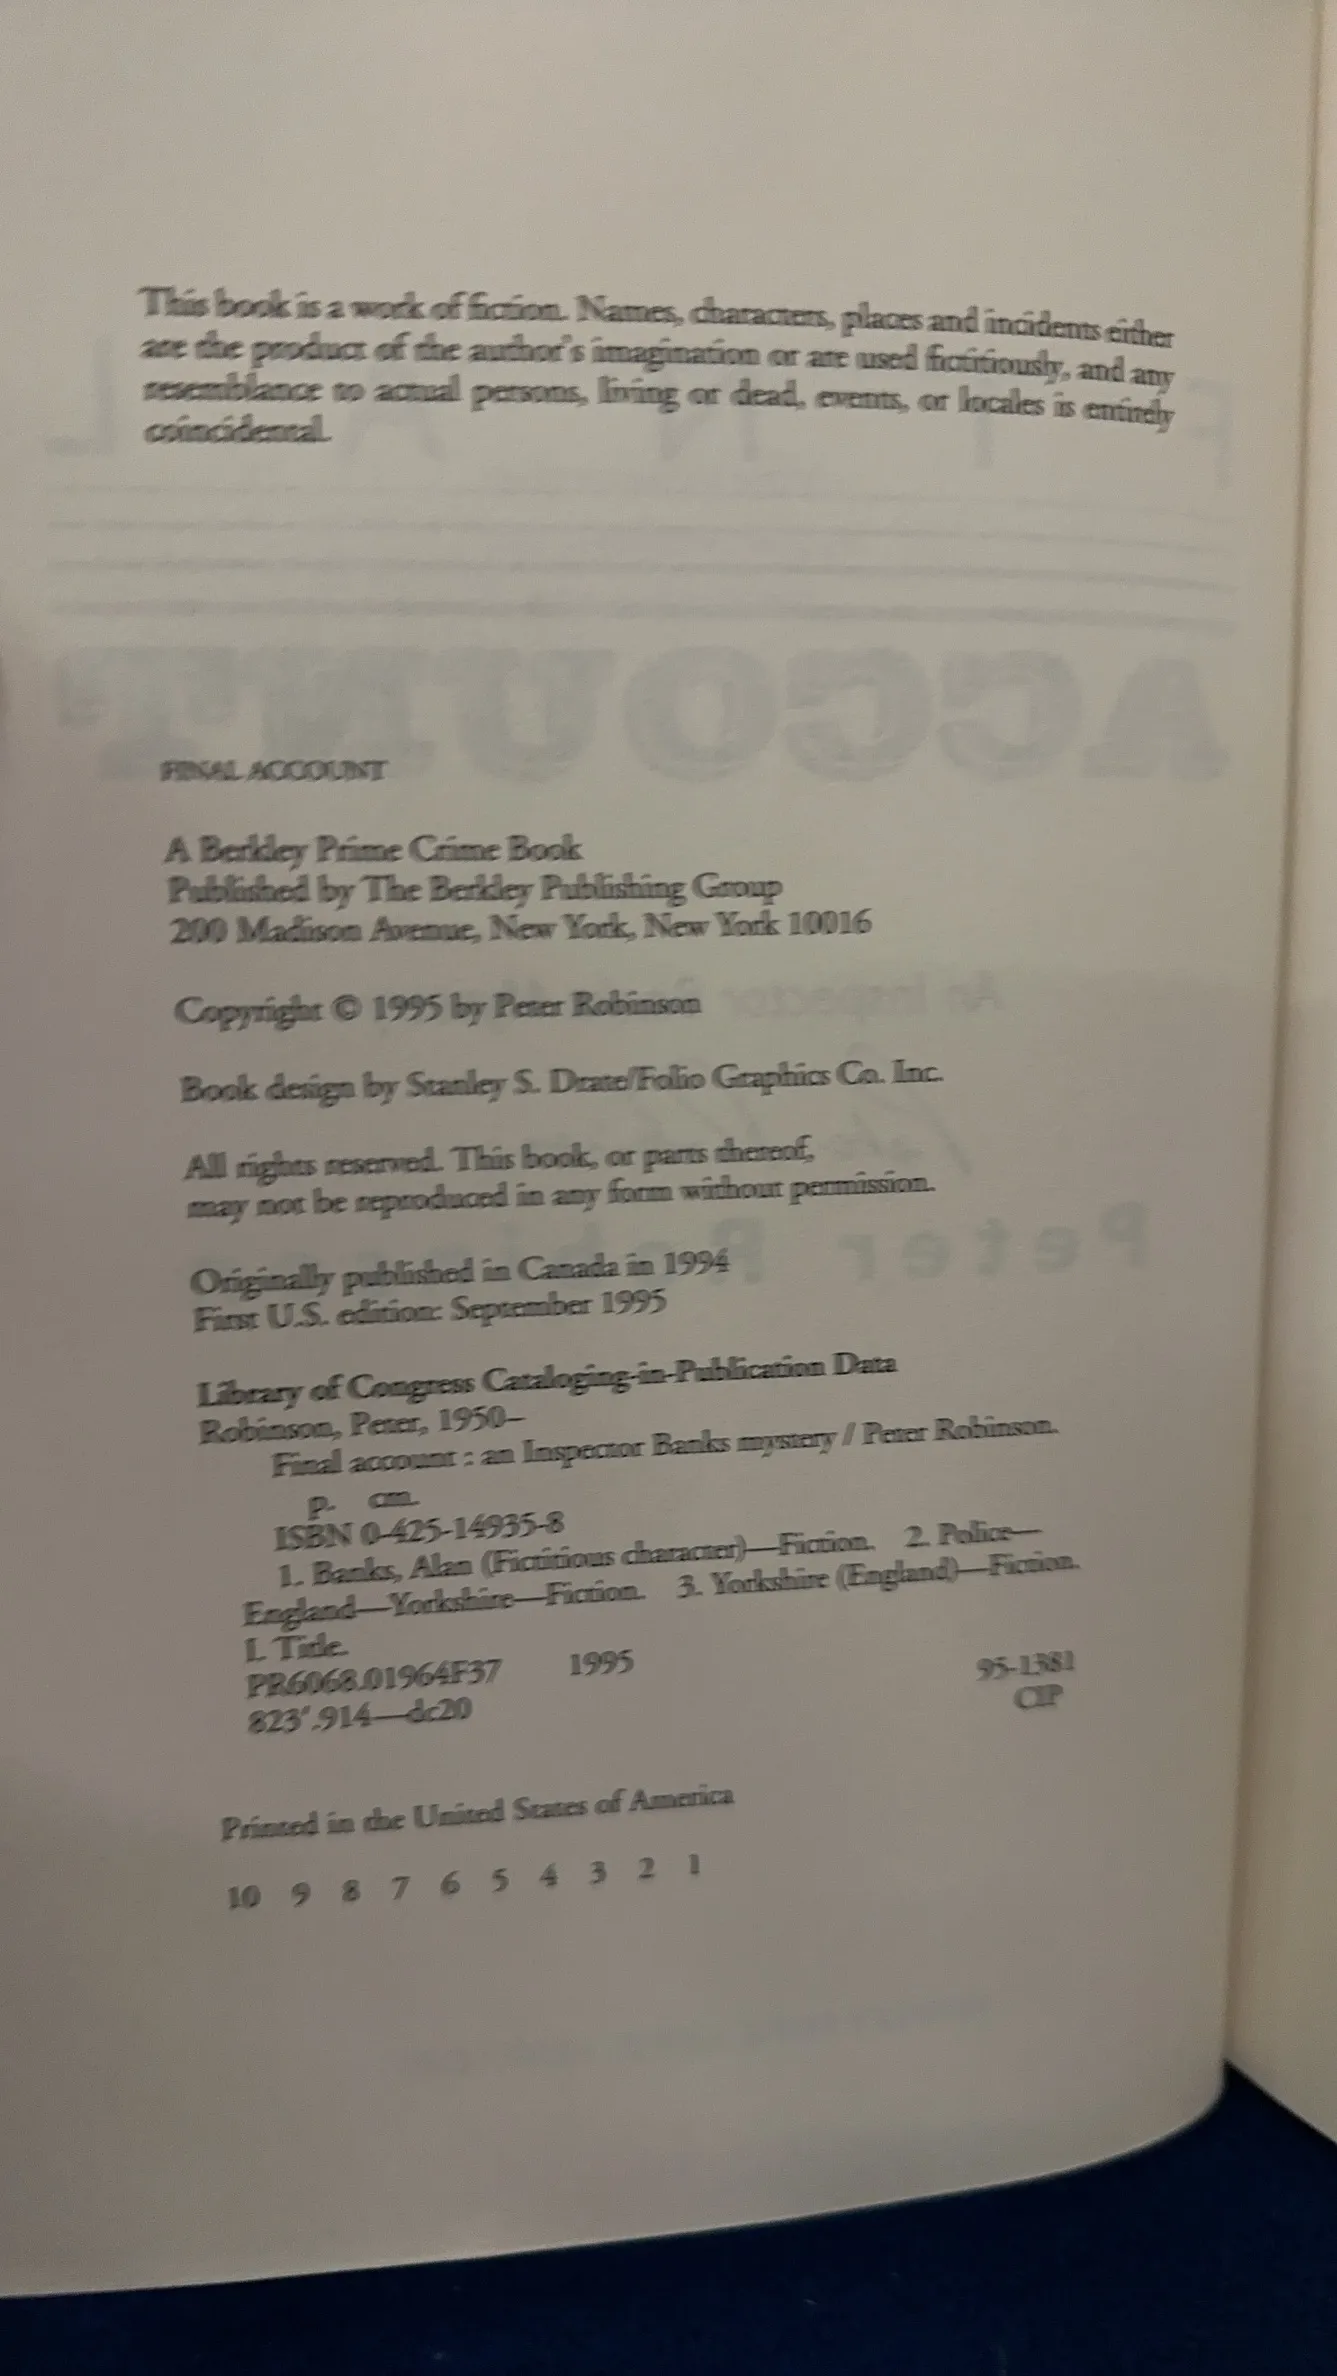 This book is a work of fiction. Names, characters, places and incidents either
are the product of the author's imagination or are used fictitiously, and any
resemblance to actual persons, living or dead, events, or locales is entirely
coincidental.
FINAL ACCOUNT
A Berkley Prime Crime Book
Published by The Berkley Publishing Group
200 Madison Avenue, New York, New York 10016
Copyright © 1995 by Peter Robinson
Book design by Stanley S. Drate/Folio Graphics Co. Inc.
All rights reserved. This book, or parts thereof,
may not be reproduced in any form without permission.
Originally published in Canada in 1994
First U.S. edition: September 1995
Library of Congress Cataloging-in-Publication Data
Robinson, Peter, 1950–
Final account : an Inspector Banks mystery / Peter Robinson.
p. cm.
ISBN 0-425-14935-8
1. Banks, Alan (Fictitious character)—Fiction. 2. Police—
England—Yorkshire—Fiction. 3. Yorkshire (England)—Fiction.
I. Title.
PR6068.01964F37 1995 95-1381
823'.914—dc20 CIP
Printed in the United States of America
10 9 8 7 6 5 4 3 2 1